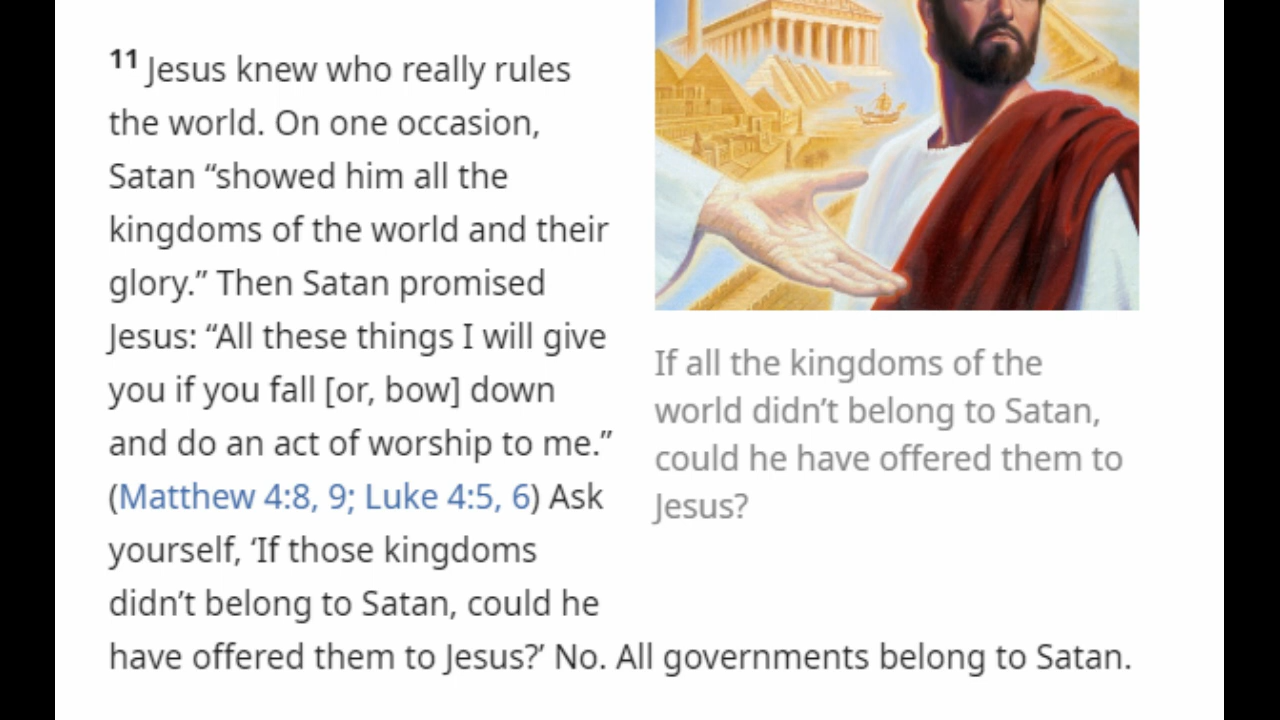 11 Jesus knew who really rules
the world. On one occasion,
Satan “showed him all the
kingdoms of the world and their
glory.” Then Satan promised
Jesus: “All these things I will give
you if you fall [or, bow] down
and do an act of worship to me.”
(Matthew 4:8, 9; Luke 4:5, 6) Ask
yourself, ‘If those kingdoms
didn’t belong to Satan, could he
have offered them to Jesus?’ No. All governments belong to Satan.
If all the kingdoms of the
world didn’t belong to Satan,
could he have offered them to
Jesus?